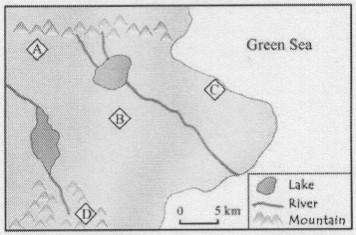 A
Green Sea
C
B
D
0 5 km
Lake
River
Mountain